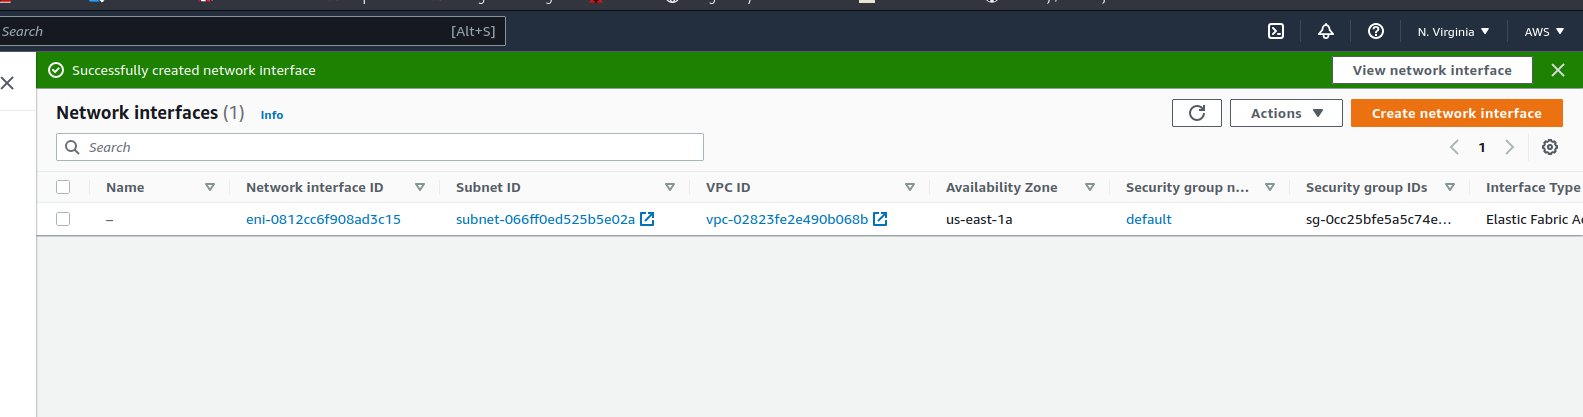 Search [Alt+S] N. Virginia AWS
Successfully created network interface View network interface
Network interfaces (1) Info Actions Create network interface
Search 1
Name Network interface ID Subnet ID VPC ID Availability Zone Security group n... Security group IDs Interface Type
– eni-0812cc6f908ad3c15 subnet-066ff0ed525b5e02a vpc-02823fe2e490b068b us-east-1a default sg-0cc25bfe5a5c74e... Elastic Fabric